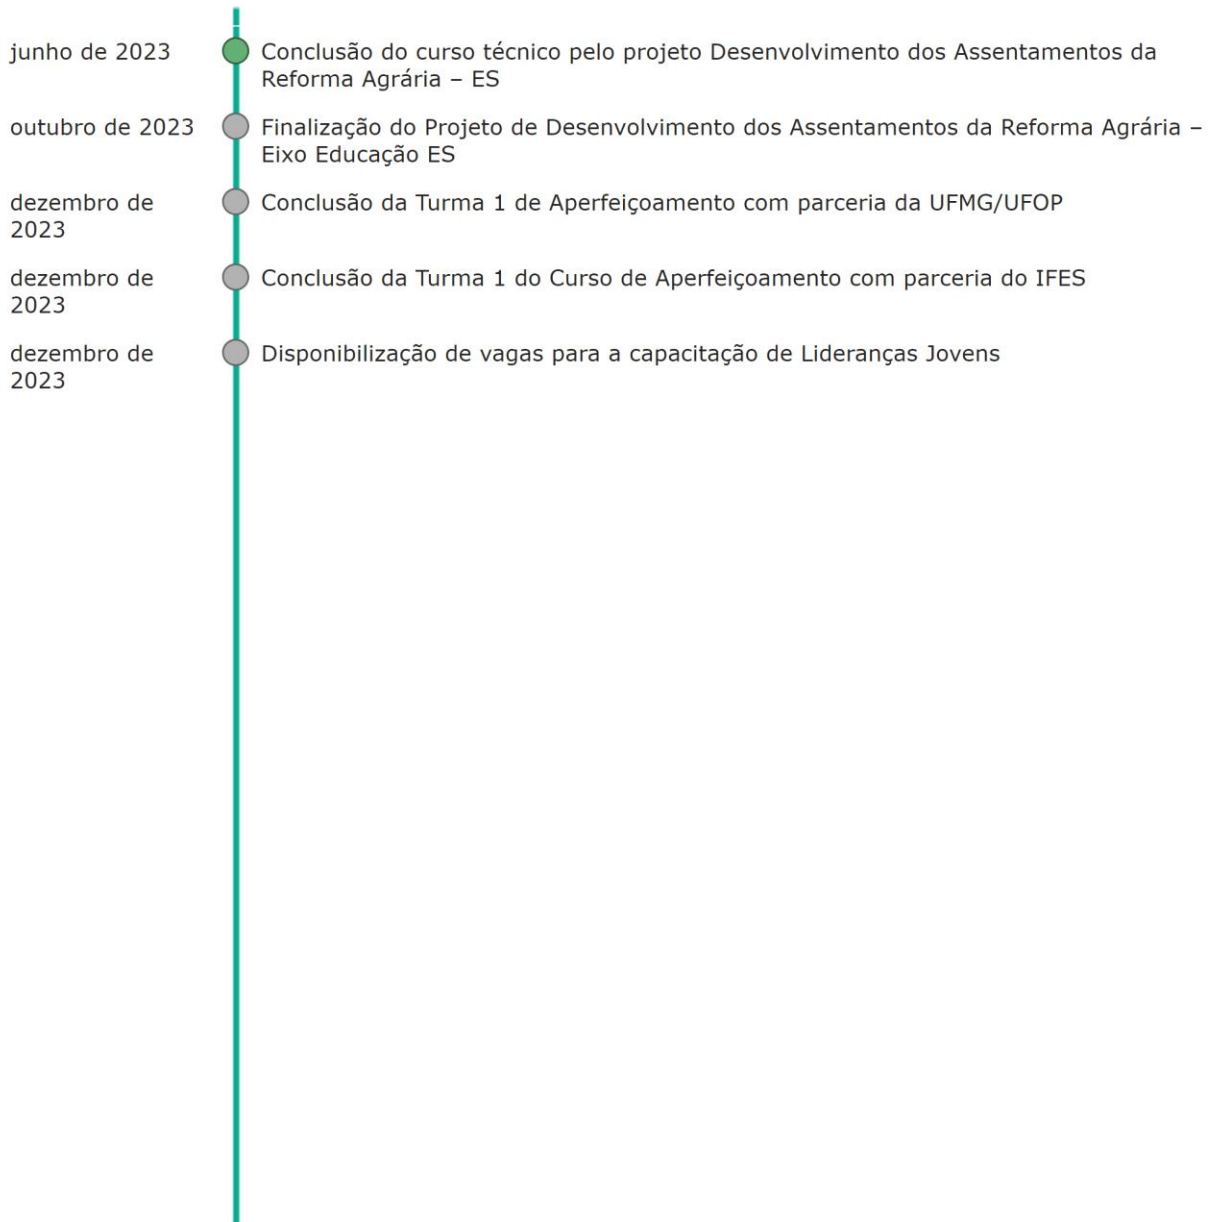 junho de 2023
Conclusão do curso técnico pelo projeto Desenvolvimento dos Assentamentos da
Reforma Agrária – ES
outubro de 2023
Finalização do Projeto de Desenvolvimento dos Assentamentos da Reforma Agrária –
Eixo Educação ES
dezembro de
2023
Conclusão da Turma 1 de Aperfeiçoamento com parceria da UFMG/UFOP
dezembro de
2023
Conclusão da Turma 1 do Curso de Aperfeiçoamento com parceria do IFES
dezembro de
2023
Disponibilização de vagas para a capacitação de Lideranças Jovens